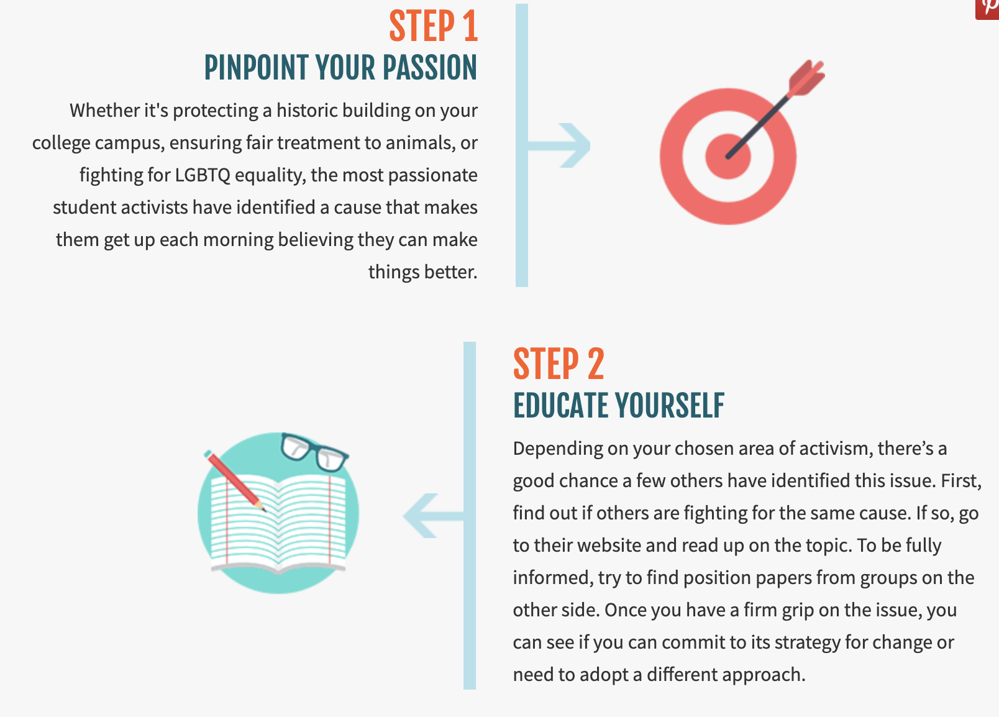 STEP 1
PINPOINT YOUR PASSION
Whether it's protecting a historic building on your
college campus, ensuring fair treatment to animals, or
fighting for LGBTQ equality, the most passionate
student activists have identified a cause that makes
them get up each morning believing they can make
things better.
STEP 2
EDUCATE YOURSELF
Depending on your chosen area of activism, there’s a
good chance a few others have identified this issue. First,
find out if others are fighting for the same cause. If so, go
to their website and read up on the topic. To be fully
informed, try to find position papers from groups on the
other side. Once you have a firm grip on the issue, you
can see if you can commit to its strategy for change or
need to adopt a different approach.